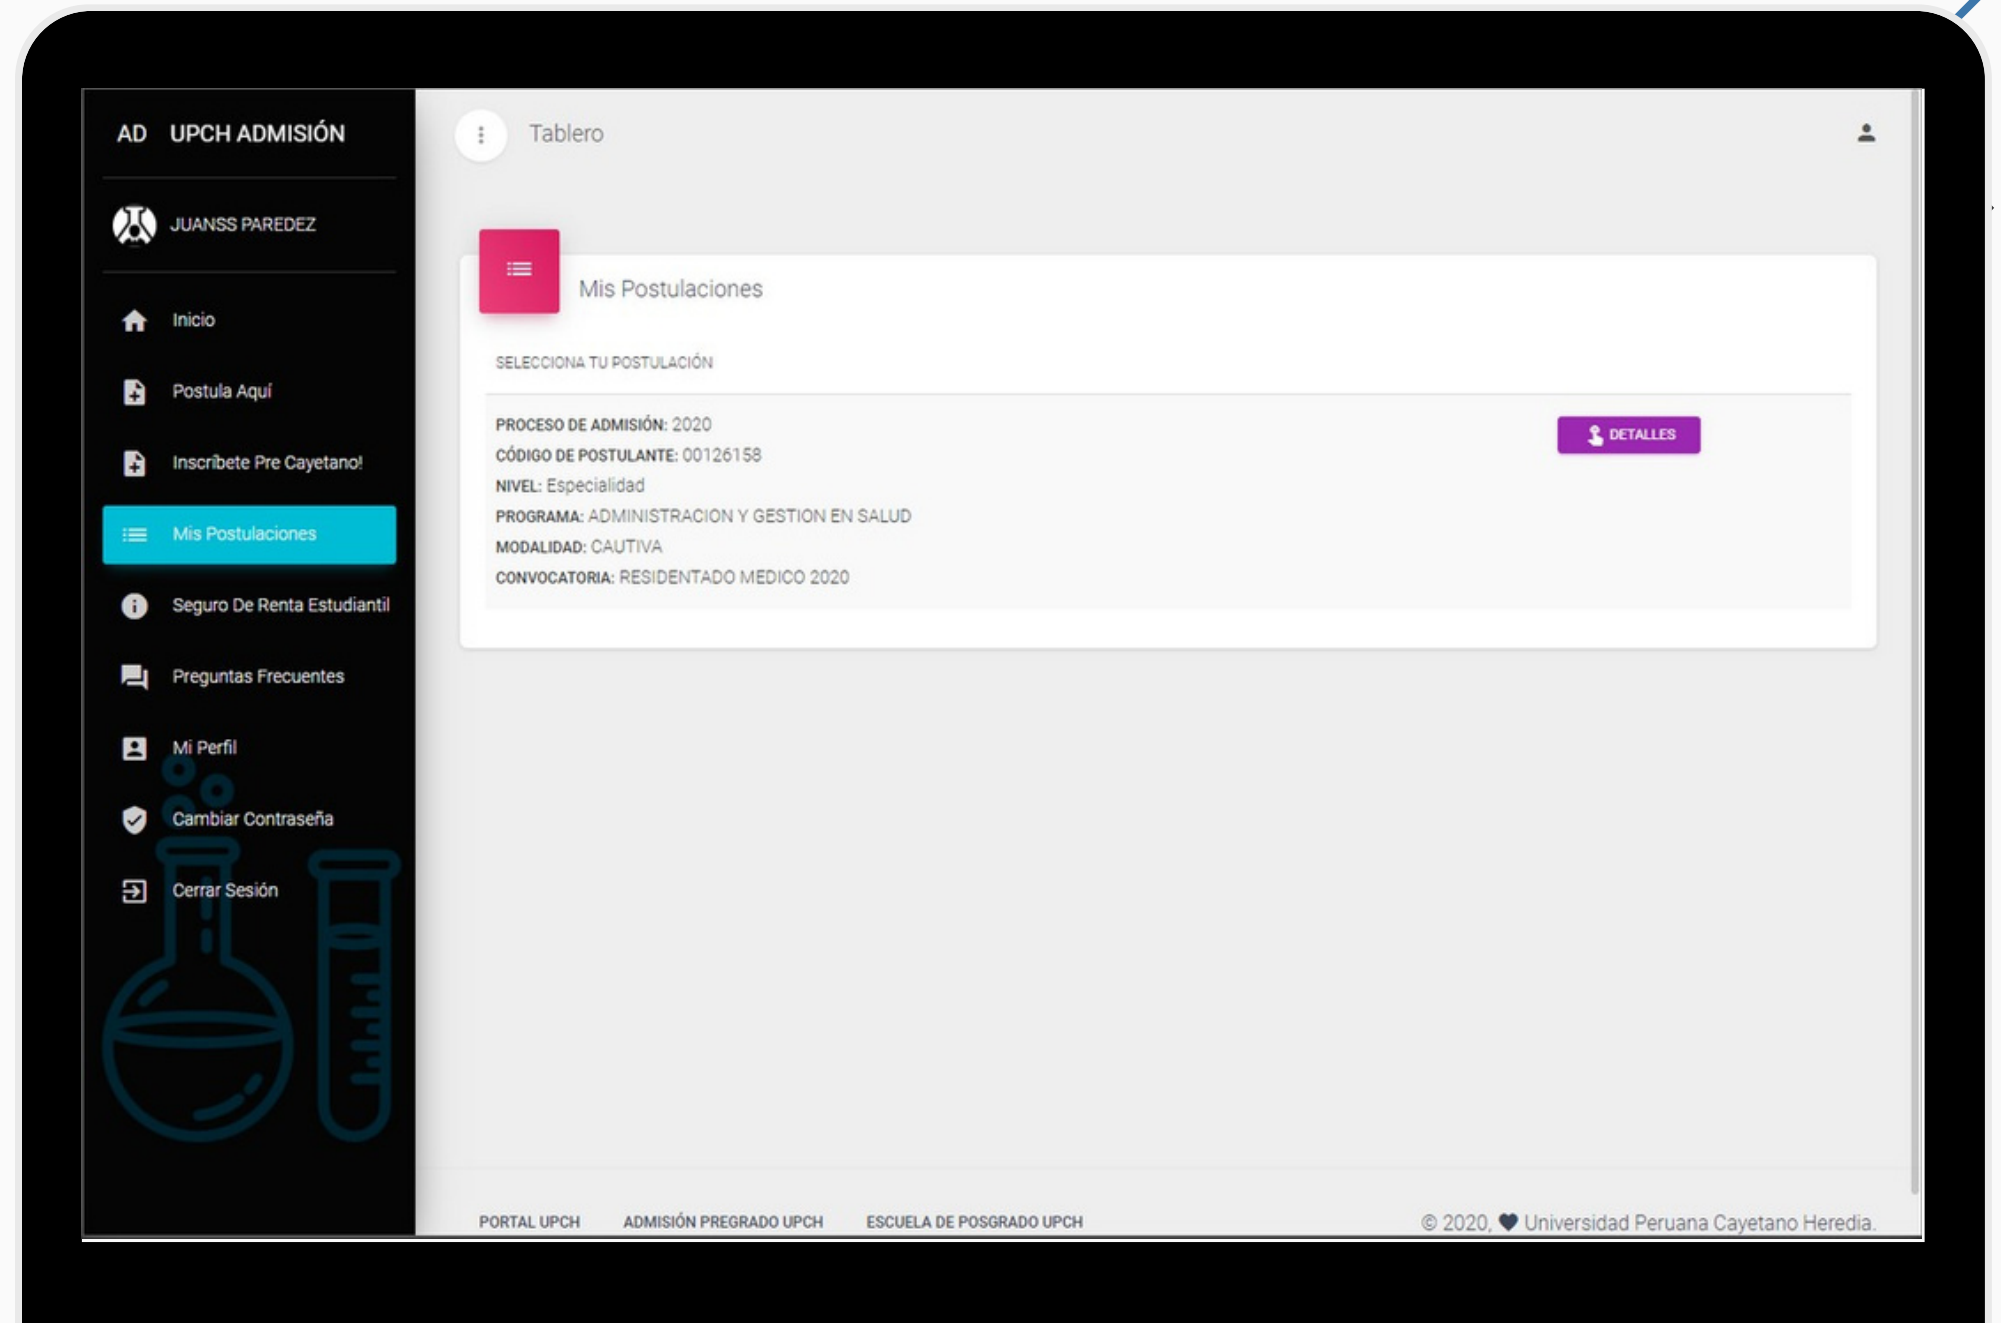 AD UPCH ADMISIÓN
JUANSS PAREDEZ
Inicio
Postula Aquí
Inscríbete Pre Cayetano!
Mis Postulaciones
Seguro De Renta Estudiantil
Preguntas Frecuentes
Mi Perfil
Cambiar Contraseña
Cerrar Sesión
Tablero
Mis Postulaciones
SELECCIONA TU POSTULACIÓN
PROCESO DE ADMISIÓN: 2020
DETALLES
CÓDIGO DE POSTULANTE: 00126158
NIVEL: Especialidad
PROGRAMA: ADMINISTRACION Y GESTION EN SALUD
MODALIDAD: CAUTIVA
CONVOCATORIA: RESIDENTADO MEDICO 2020
PORTAL UPCH ADMISIÓN PREGRADO UPCH ESCUELA DE POSGRADO UPCH
© 2020, ♥ Universidad Peruana Cayetano Heredia.